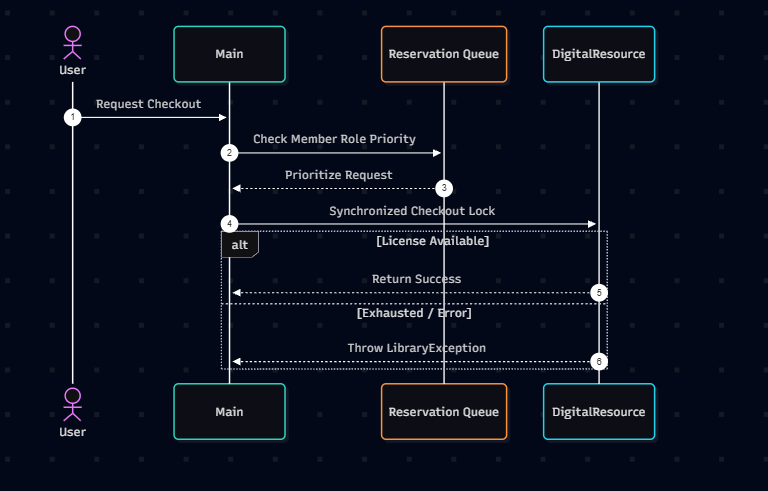 User
Main
Reservation Queue
DigitalResource
Request Checkout
1
Check Member Role Priority
2
Prioritize Request
3
Synchronized Checkout Lock
4
alt
[License Available]
Return Success
5
[Exhausted / Error]
Throw LibraryException
6
User
Main
Reservation Queue
DigitalResource